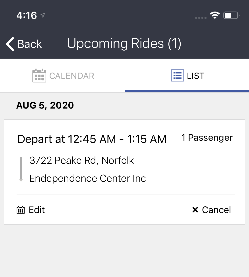 4:16
Back
Upcoming Rides (1)
CALENDAR
LIST
AUG 5, 2020
Depart at 12:45 AM - 1:15 AM
1 Passenger
3722 Peake Rd, Norfolk
Endependence Center Inc
Edit
Cancel